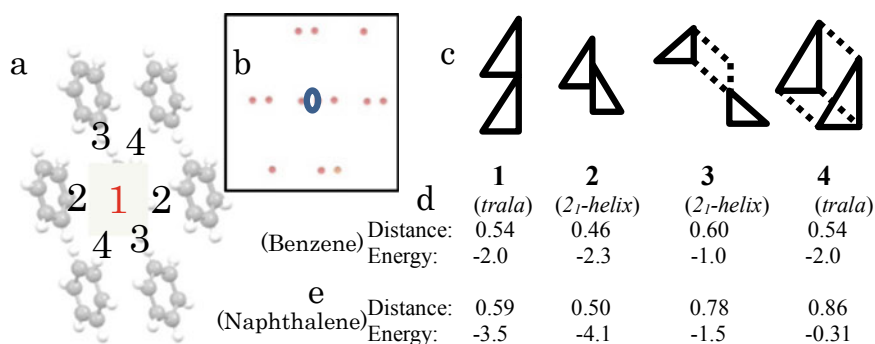 a
b
c
3 4
2 1 2
4 3
1 2 3 4
d (trala) (2₁-helix) (2₁-helix) (trala)
(Benzene) Distance: 0.54 0.46 0.60 0.54
Energy: -2.0 -2.3 -1.0 -2.0
e
(Naphthalene) Distance: 0.59 0.50 0.78 0.86
Energy: -3.5 -4.1 -1.5 -0.31